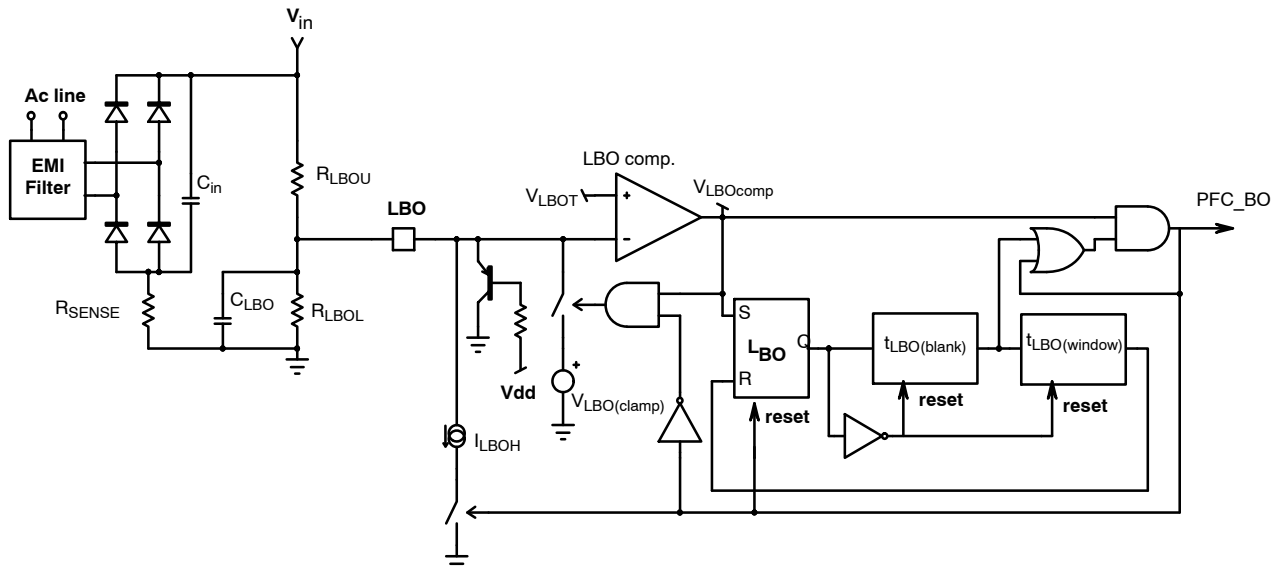 Vin
Ac line
EMI
Filter
Cin
RLBOU
LBO
CLBO
RLBOL
RSENSE
LBO comp.
VLBOT
+
-
VLBOcomp
PFC_BO
Vdd
+
VLBO(clamp)
ILBOH
S
LBO
Q
R
reset
tLBO(blank)
reset
tLBO(window)
reset